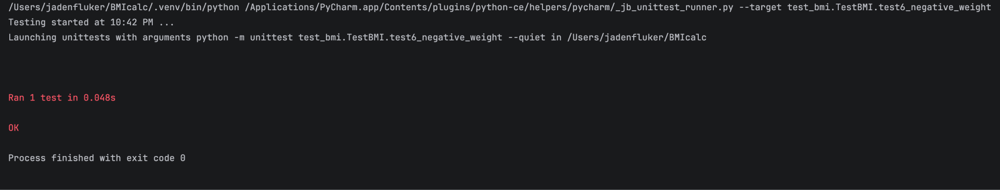 /Users/jadenfluker/BMIcalc/.venv/bin/python /Applications/PyCharm.app/Contents/plugins/python-ce/helpers/pycharm/_jb_unittest_runner.py --target test_bmi.TestBMI.test6_negative_weight
Testing started at 10:42 PM ...
Launching unittests with arguments python -m unittest test_bmi.TestBMI.test6_negative_weight --quiet in /Users/jadenfluker/BMIcalc
Ran 1 test in 0.048s
OK
Process finished with exit code 0